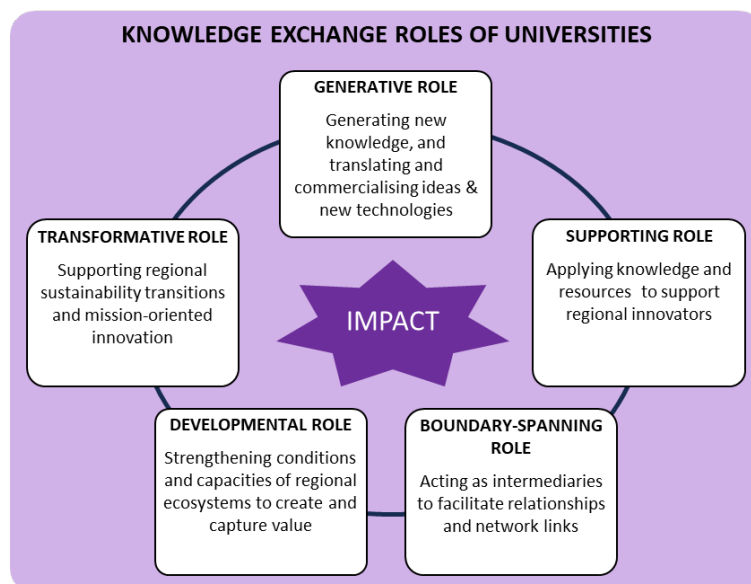 KNOWLEDGE EXCHANGE ROLES OF UNIVERSITIES
GENERATIVE ROLE
Generating new
knowledge, and
translating and
commercialising ideas &
new technologies
TRANSFORMATIVE ROLE
Supporting regional
sustainability transitions
and mission-oriented
innovation
SUPPORTING ROLE
Applying knowledge and
resources to support
regional innovators
IMPACT
DEVELOPMENTAL ROLE
Strengthening conditions
and capacities of regional
ecosystems to create and
capture value
BOUNDARY-SPANNING
ROLE
Acting as intermediaries
to facilitate relationships
and network links